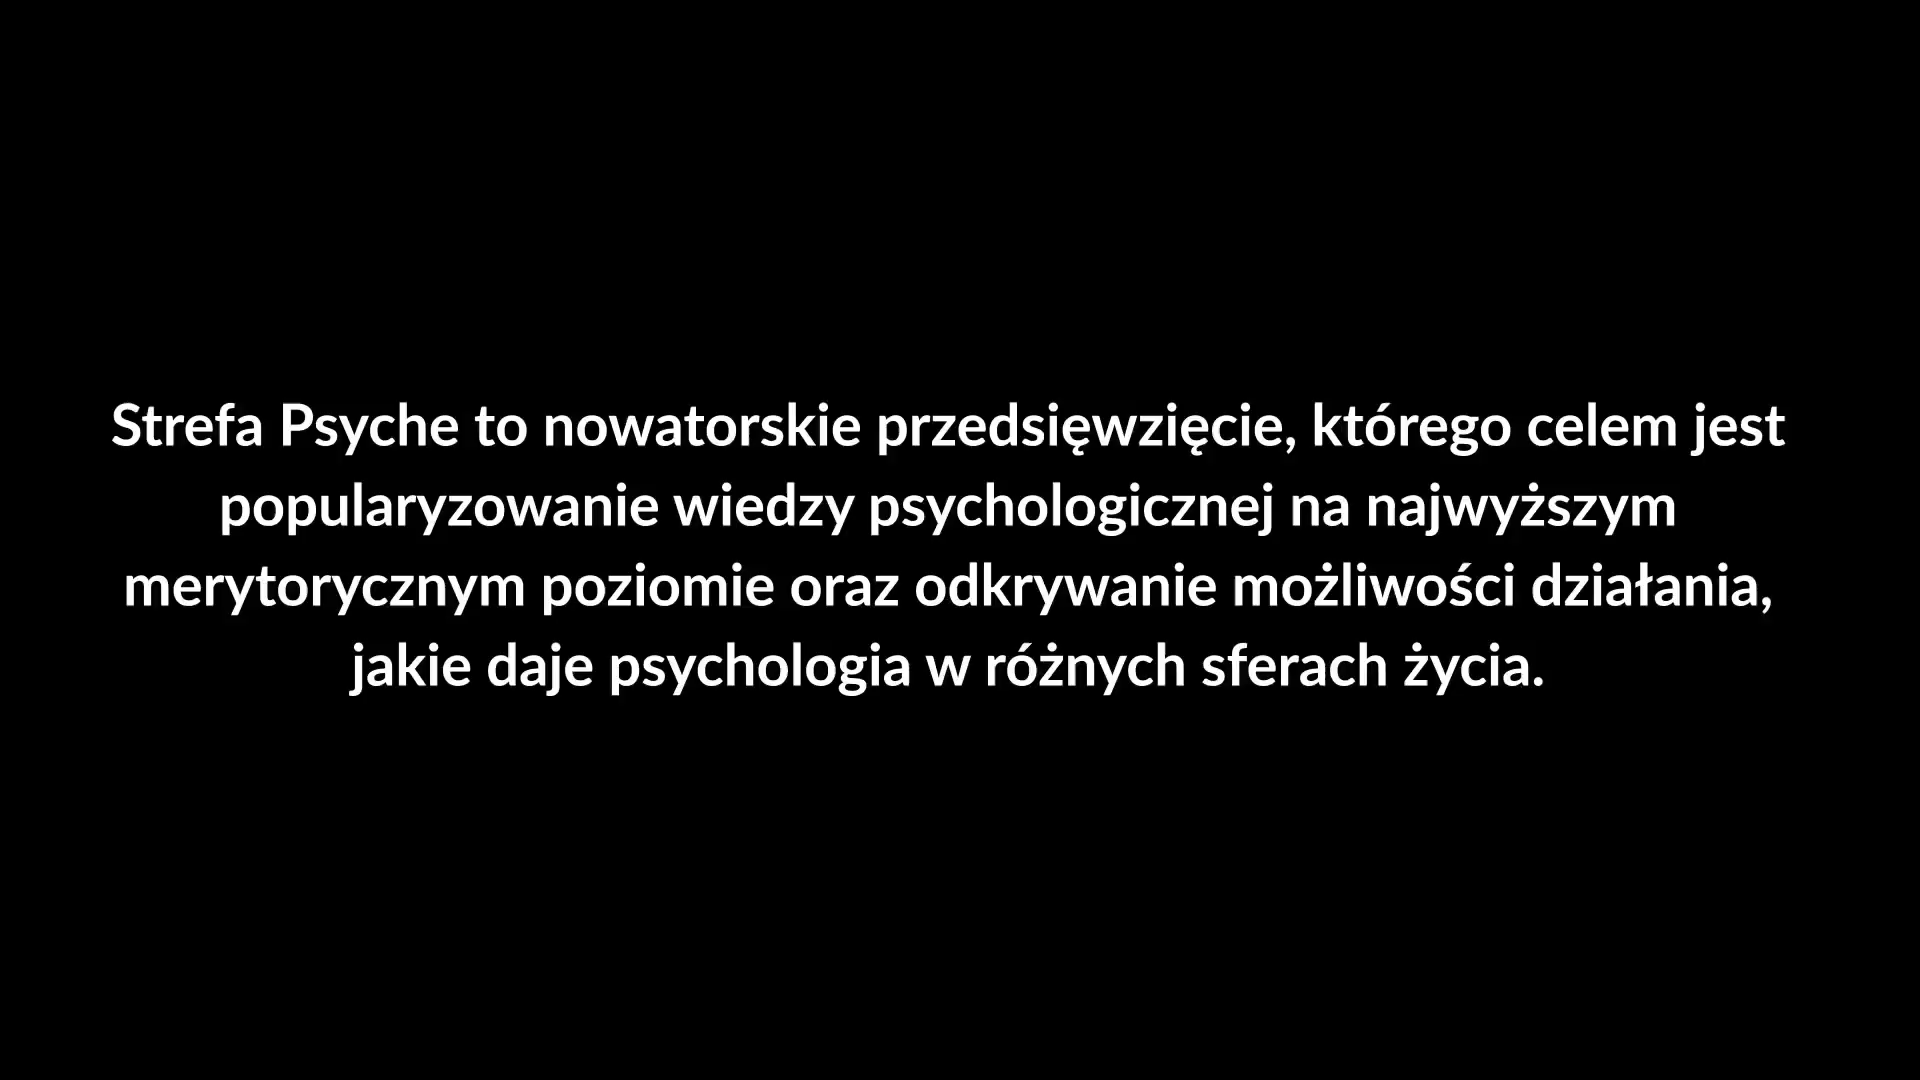 Strefa Psyche to nowatorskie przedsięwzięcie, którego celem jest
popularyzowanie wiedzy psychologicznej na najwyższym
merytorycznym poziomie oraz odkrywanie możliwości działania,
jakie daje psychologia w różnych sferach życia.